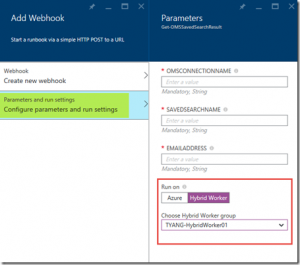 Add Webhook
Start a runbook via a simple HTTP POST to a URL
Webhook
Create new webhook
Parameters and run settings
Configure parameters and run settings
Parameters
Get-OMSSavedSearchResult
* OMSCONNECTIONNAME
Enter a value
Mandatory, String
* SAVEDSEARCHNAME
Enter a value
Mandatory, String
* EMAILADDRESS
Enter a value
Mandatory, String
Run on
Azure Hybrid Worker
Choose Hybrid Worker group
TYANG-HybridWorker01